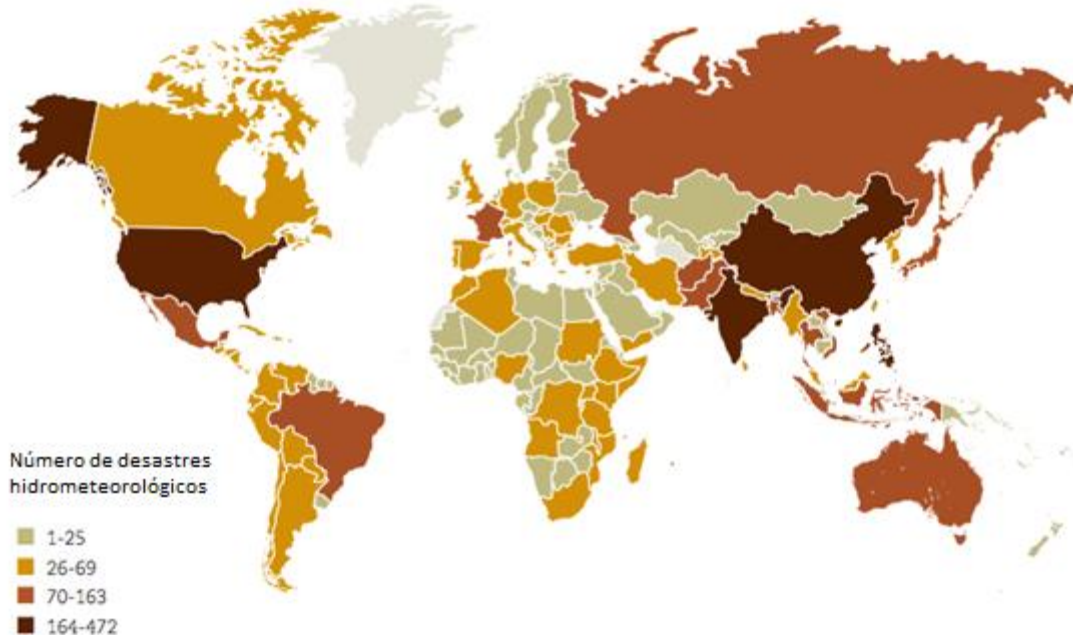 Número de desastres
hidrometeorológicos
1-25
26-69
70-163
164-472